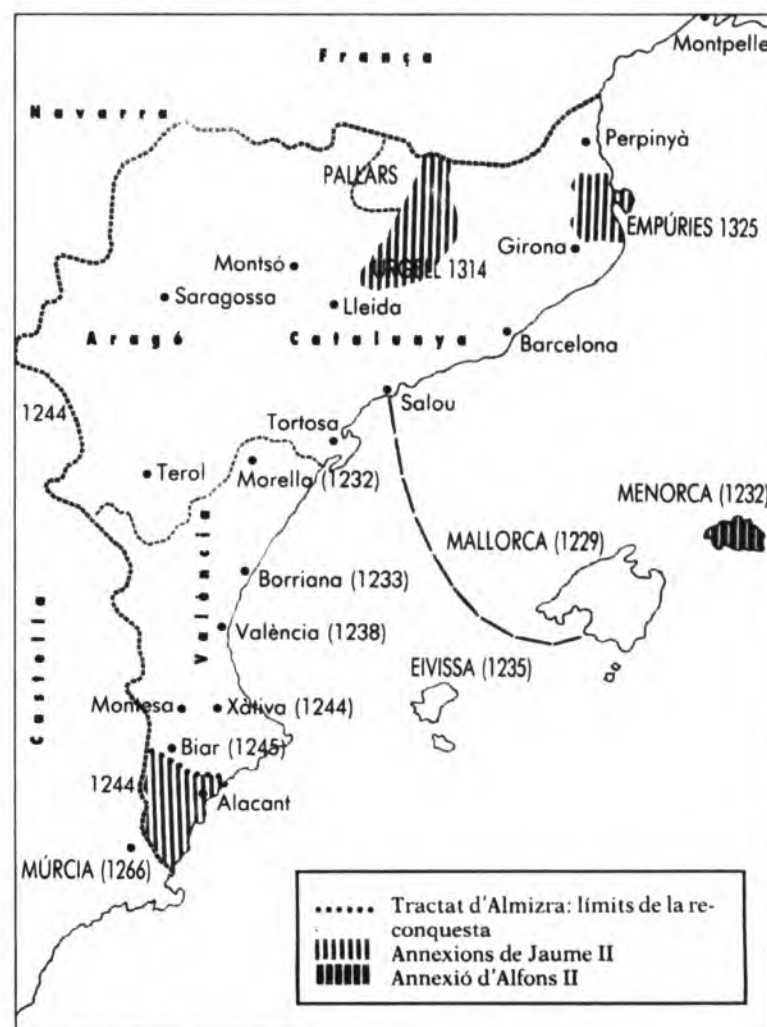 Montpelle
França
Navarra
Perpinyà
PALLARS
EMPÚRIES 1325
Girona
Montsó
URGELL 1314
Saragossa
Lleida
Aragó
Catalunya
Barcelona
Salou
1244
Tortosa
Terol
Morella (1232)
MENORCA (1232)
MALLORCA (1229)
València
Borriana (1233)
València (1238)
Castella
EIVISSA (1235)
Montesa
Xàtiva (1244)
Biar (1245)
1244
Alacant
MÚRCIA (1266)
Tractat d'Almizra: límits de la re-
conquesta
Annexions de Jaume II
Annexió d'Alfons II